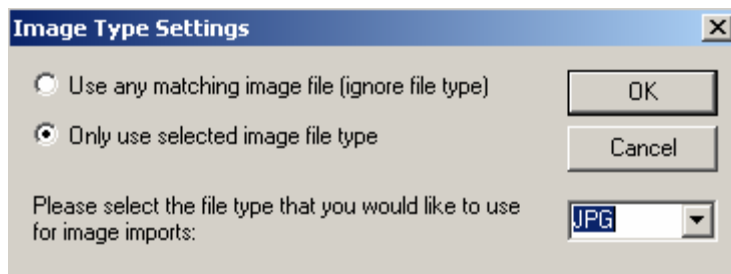 Image Type Settings
Use any matching image file (ignore file type)
OK
Only use selected image file type
Cancel
Please select the file type that you would like to use
for image imports:
JPG